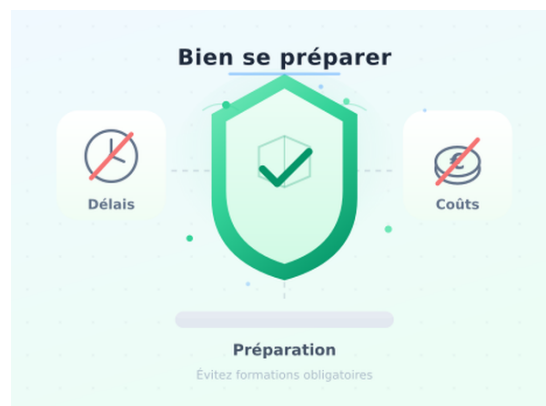 Bien se préparer
Délais
€
Coûts
Préparation
Évitez formations obligatoires